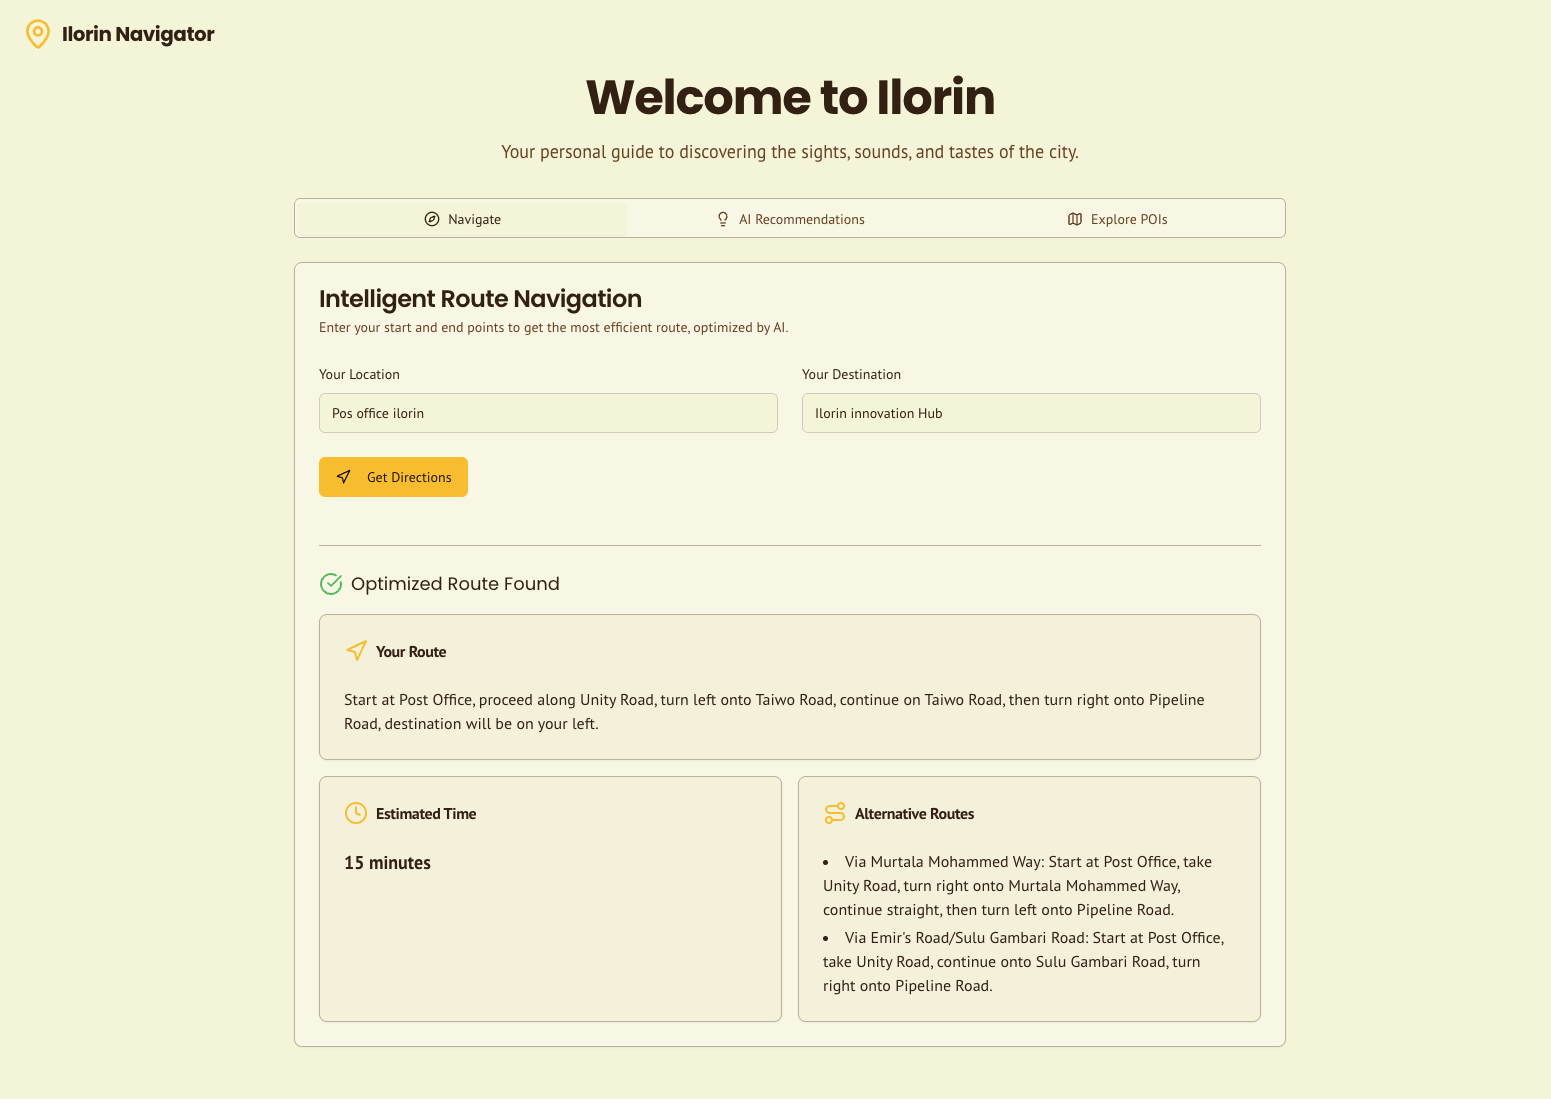 Ilorin Navigator
Welcome to Ilorin
Your personal guide to discovering the sights, sounds, and tastes of the city.
Navigate
AI Recommendations
Explore POIs
Intelligent Route Navigation
Enter your start and end points to get the most efficient route, optimized by AI.
Your Location
Your Destination
Pos office ilorin
Ilorin innovation Hub
Get Directions
Optimized Route Found
Your Route
Start at Post Office, proceed along Unity Road, turn left onto Taiwo Road, continue on Taiwo Road, then turn right onto Pipeline
Road, destination will be on your left.
Estimated Time
15 minutes
Alternative Routes
• Via Murtala Mohammed Way: Start at Post Office, take
Unity Road, turn right onto Murtala Mohammed Way,
continue straight, then turn left onto Pipeline Road.
• Via Emir's Road/Sulu Gambari Road: Start at Post Office,
take Unity Road, continue onto Sulu Gambari Road, turn
right onto Pipeline Road.